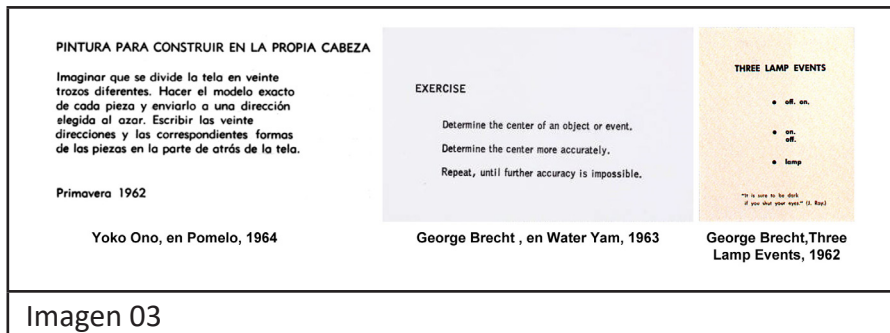 PINTURA PARA CONSTRUIR EN LA PROPIA CABEZA
Imaginar que se divide la tela en veinte
trozos diferentes. Hacer el modelo exacto
de cada pieza y enviarlo a una dirección
elegida al azar. Escribir las veinte
direcciones y las correspondientes formas
de las piezas en la parte de atrás de la tela.
Primavera 1962
Yoko Ono, en Pomelo, 1964
EXERCISE
Determine the center of an object or event.
Determine the center more accurately.
Repeat, until further accuracy is impossible.
George Brecht , en Water Yam, 1963
THREE LAMP EVENTS
● off. on.
● on.
off.
● lamp
"It is sure to be dark
if you shut your eyes." (J. Ray.)
George Brecht,Three
Lamp Events, 1962
Imagen 03